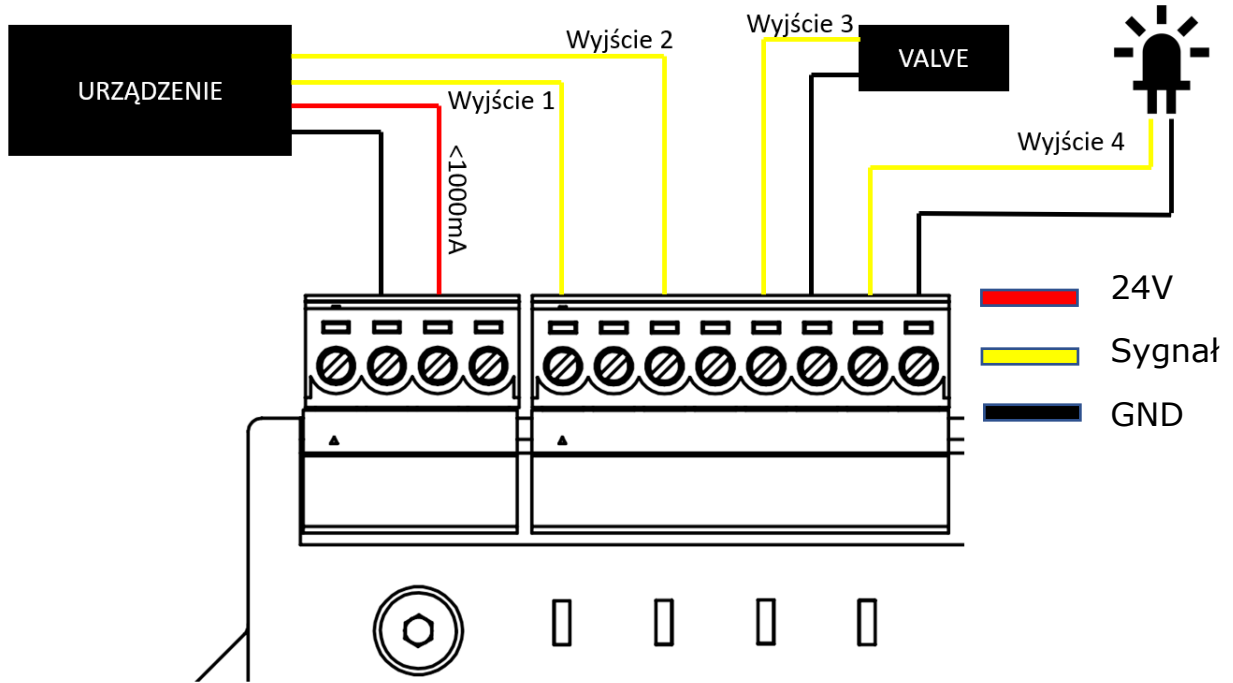 Wyjście 3
Wyjście 2
VALVE
URZĄDZENIE
Wyjście 1
Wyjście 4
<1000mA
24V
Sygnał
GND